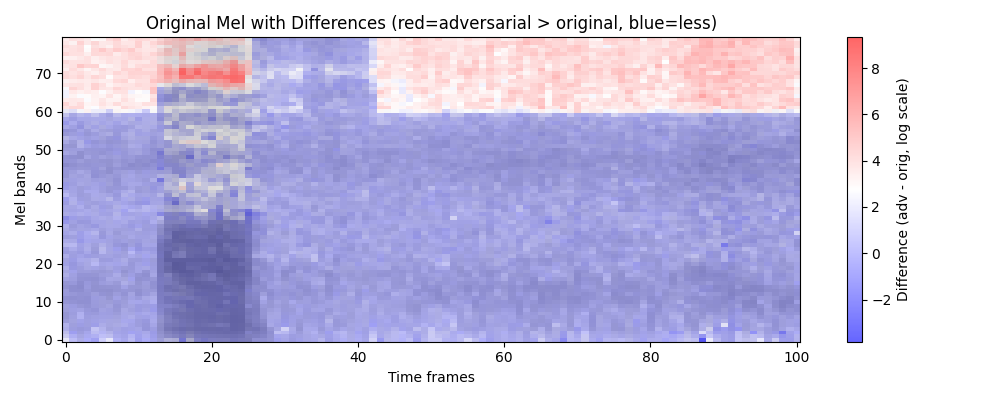 Original Mel with Differences (red=adversarial > original, blue=less)
Mel bands
70
60
50
40
30
20
10
0
0 20 40 60 80 100
Time frames
8
6
4
2
0
−2
Difference (adv - orig, log scale)